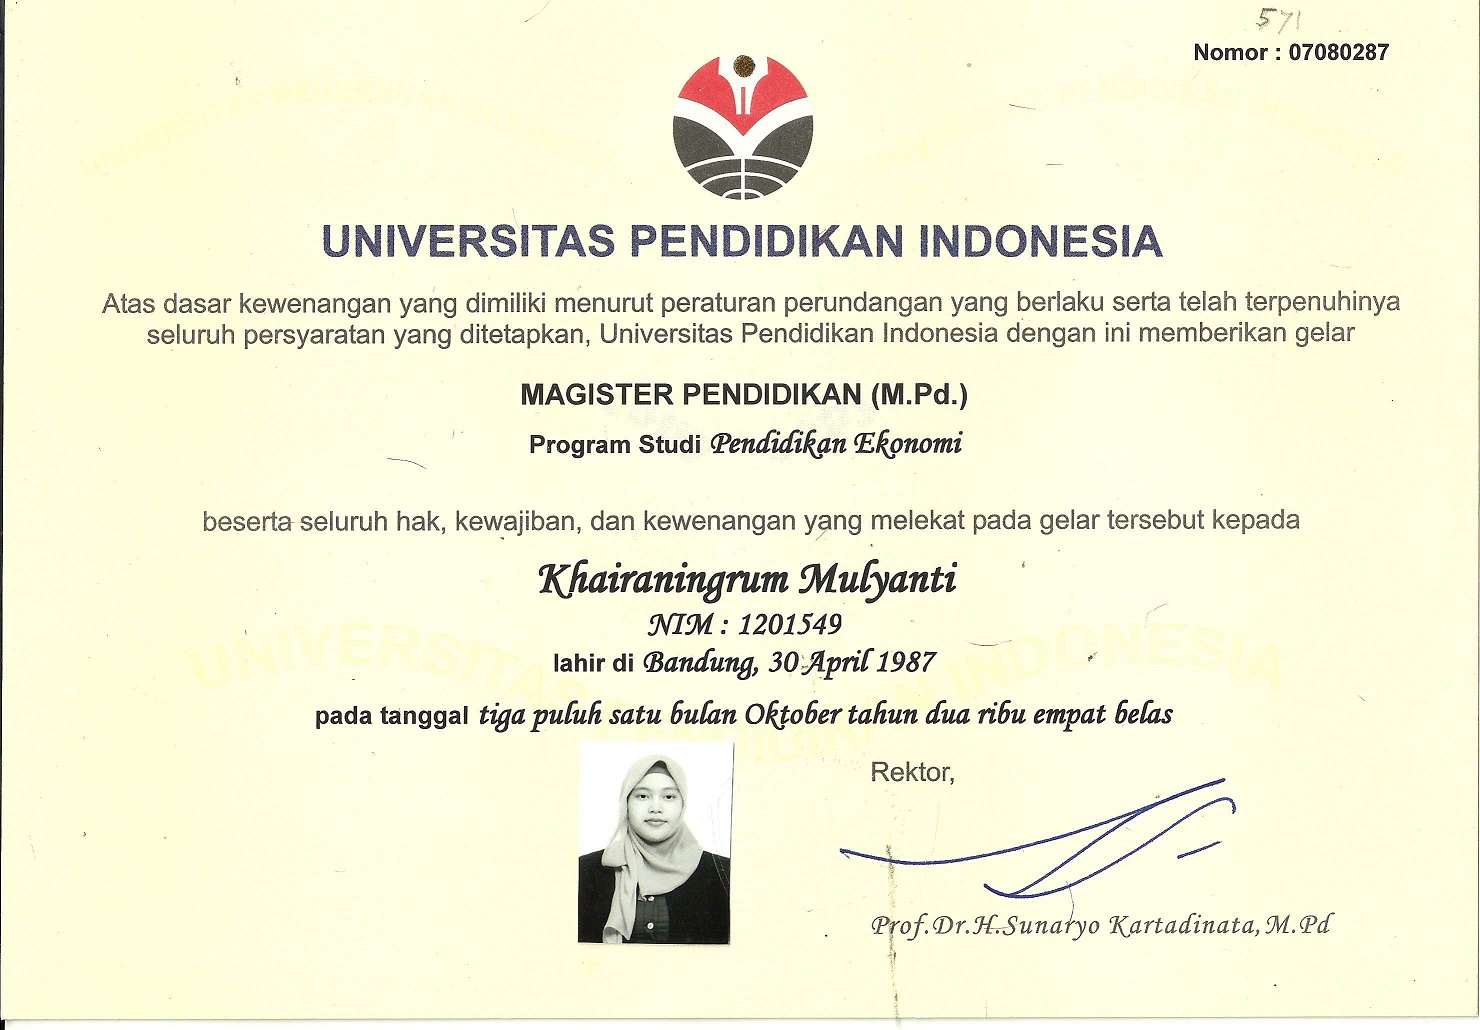 571
Nomor : 07080287
UNIVERSITAS PENDIDIKAN INDONESIA
Atas dasar kewenangan yang dimiliki menurut peraturan perundangan yang berlaku serta telah terpenuhinya
seluruh persyaratan yang ditetapkan, Universitas Pendidikan Indonesia dengan ini memberikan gelar
MAGISTER PENDIDIKAN (M.Pd.)
Program Studi Pendidikan Ekonomi
beserta seluruh hak, kewajiban, dan kewenangan yang melekat pada gelar tersebut kepada
Khairaningrum Mulyanti
NIM : 1201549
lahir di Bandung, 30 April 1987
pada tanggal tiga puluh satu bulan Oktober tahun dua ribu empat belas
UNIVERSITAS PENDIDIKAN INDONESIA
Rektor,
Prof.Dr.H.Sunaryo Kartadinata, M.Pd